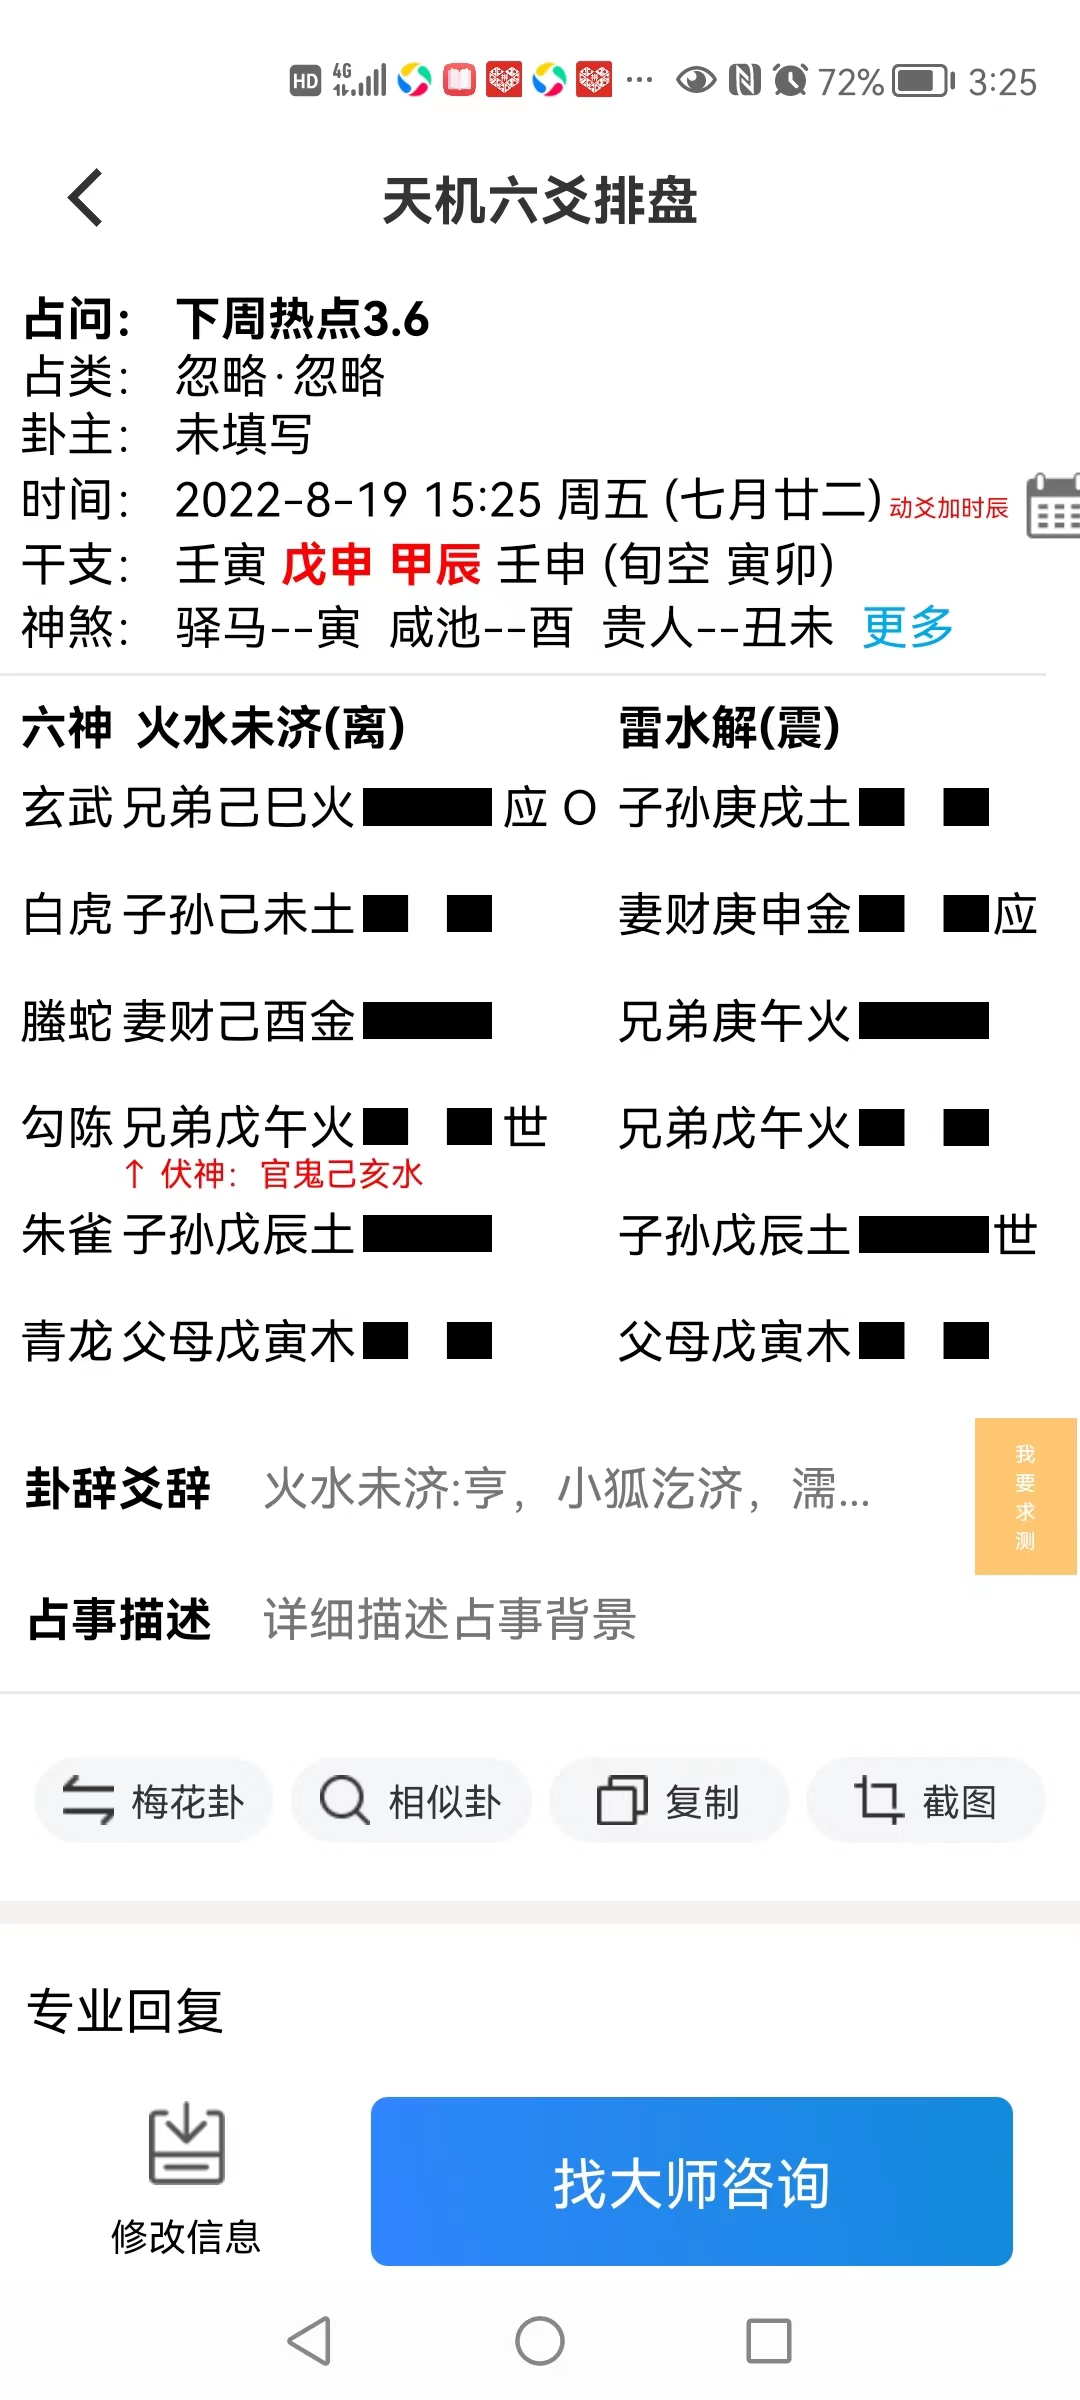 HD 4G 72% 3:25
天机六爻排盘
占问： 下周热点3.6
占类： 忽略·忽略
卦主： 未填写
时间： 2022-8-19 15:25 周五 (七月廿二) 动爻加时辰
干支： 壬寅 戊申 甲辰 壬申 (旬空 寅卯)
神煞： 驿马--寅 咸池--酉 贵人--丑未 更多
六神 火水未济(离) 雷水解(震)
玄武 兄弟己巳火 应 O 子孙庚戌土
白虎 子孙己未土 妻财庚申金 应
螣蛇 妻财己酉金 兄弟庚午火
勾陈 兄弟戊午火 世 兄弟戊午火
↑ 伏神：官鬼己亥水
朱雀 子孙戊辰土 子孙戊辰土 世
青龙 父母戊寅木 父母戊寅木
卦辞爻辞 火水未济:亨，小狐汔济，濡...
我要求测
占事描述 详细描述占事背景
梅花卦 相似卦 复制 截图
专业回复
修改信息 找大师咨询